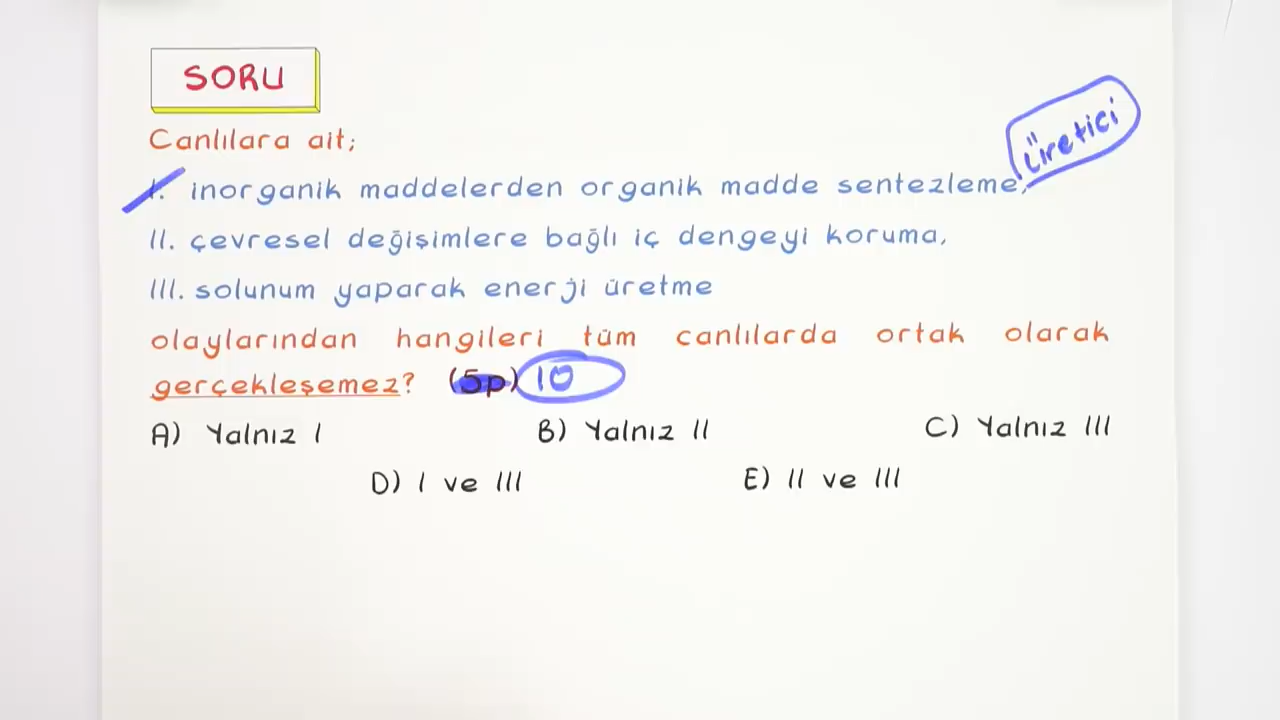 SORU
Canlılara ait;
üretici
I. inorganik maddelerden organik madde sentezleme,
II. çevresel değişimlere bağlı iç dengeyi koruma,
III. solunum yaparak enerji üretme
olaylarından hangileri tüm canlılarda ortak olarak
gerçekleşemez? (5p) 10
A) Yalnız I B) Yalnız II C) Yalnız III
D) I ve III E) II ve III